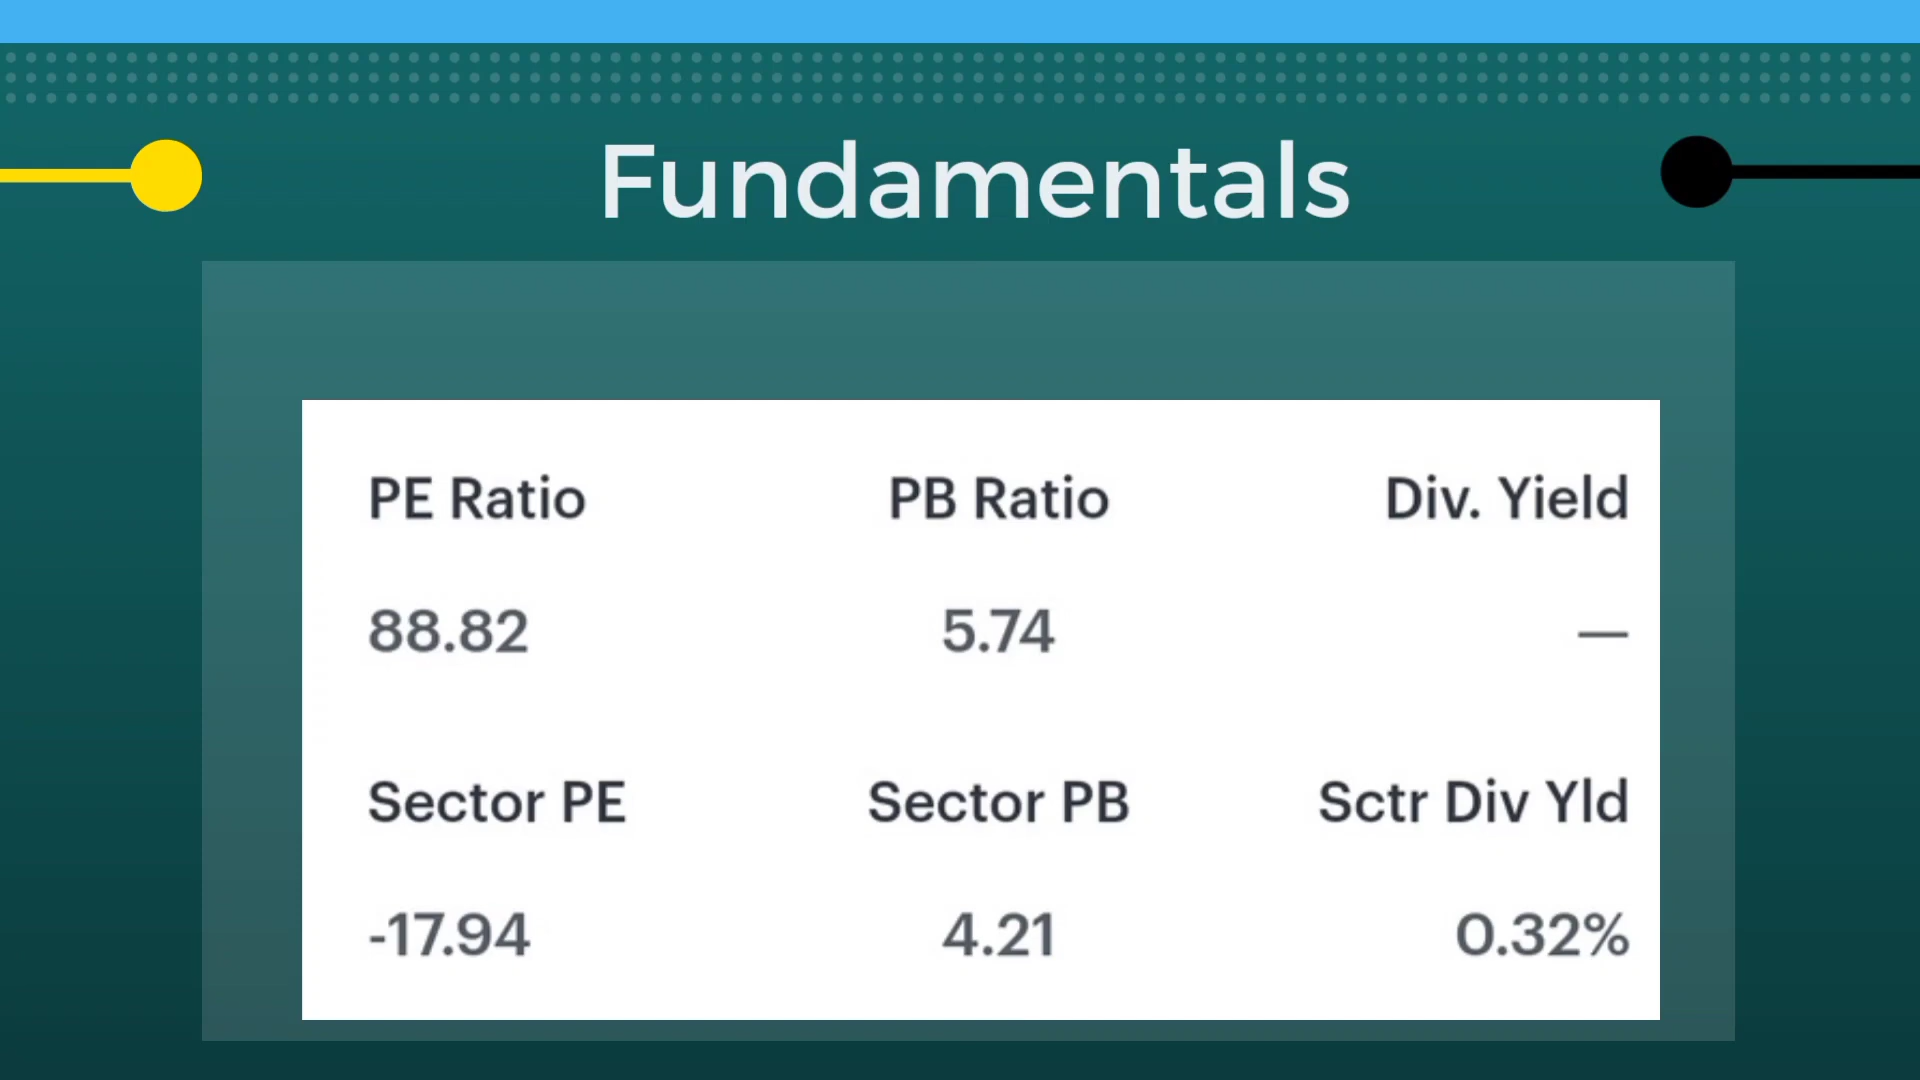 Fundamentals
PE Ratio PB Ratio Div. Yield
88.82 5.74 —
Sector PE Sector PB Sctr Div Yld
-17.94 4.21 0.32%